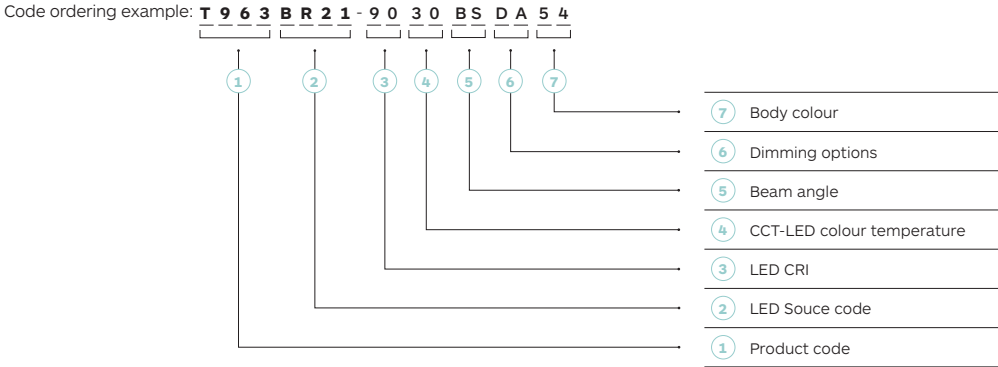 Code ordering example: T963BR21-9030BSDA54
1 2 3 4 5 6 7
7 Body colour
6 Dimming options
5 Beam angle
4 CCT-LED colour temperature
3 LED CRI
2 LED Souce code
1 Product code